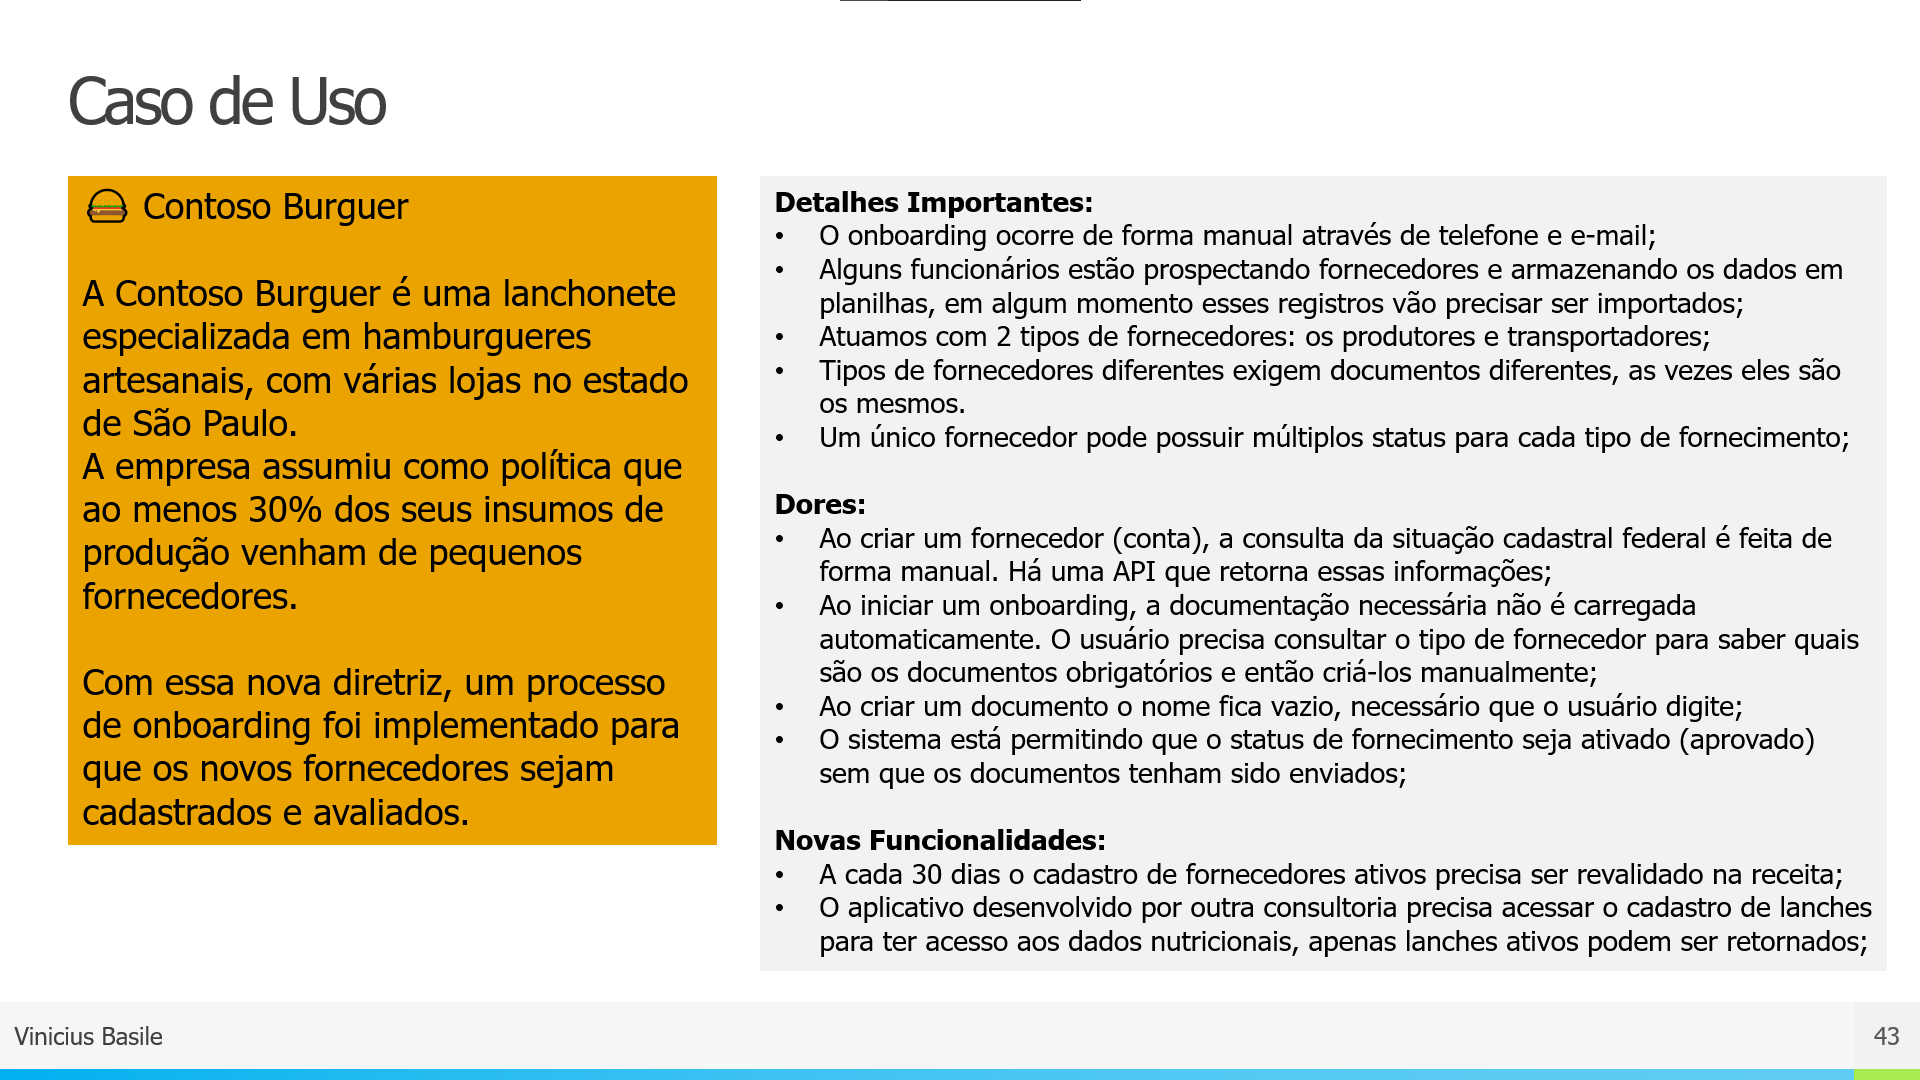 Caso de Uso
Contoso Burguer
A Contoso Burguer é uma lanchonete
especializada em hamburgueres
artesanais, com várias lojas no estado
de São Paulo.
A empresa assumiu como política que
ao menos 30% dos seus insumos de
produção venham de pequenos
fornecedores.
Com essa nova diretriz, um processo
de onboarding foi implementado para
que os novos fornecedores sejam
cadastrados e avaliados.
Detalhes Importantes:
• O onboarding ocorre de forma manual através de telefone e e-mail;
• Alguns funcionários estão prospectando fornecedores e armazenando os dados em
planilhas, em algum momento esses registros vão precisar ser importados;
• Atuamos com 2 tipos de fornecedores: os produtores e transportadores;
• Tipos de fornecedores diferentes exigem documentos diferentes, as vezes eles são
os mesmos.
• Um único fornecedor pode possuir múltiplos status para cada tipo de fornecimento;
Dores:
• Ao criar um fornecedor (conta), a consulta da situação cadastral federal é feita de
forma manual. Há uma API que retorna essas informações;
• Ao iniciar um onboarding, a documentação necessária não é carregada
automaticamente. O usuário precisa consultar o tipo de fornecedor para saber quais
são os documentos obrigatórios e então criá-los manualmente;
• Ao criar um documento o nome fica vazio, necessário que o usuário digite;
• O sistema está permitindo que o status de fornecimento seja ativado (aprovado)
sem que os documentos tenham sido enviados;
Novas Funcionalidades:
• A cada 30 dias o cadastro de fornecedores ativos precisa ser revalidado na receita;
• O aplicativo desenvolvido por outra consultoria precisa acessar o cadastro de lanches
para ter acesso aos dados nutricionais, apenas lanches ativos podem ser retornados;
Vinicius Basile
43